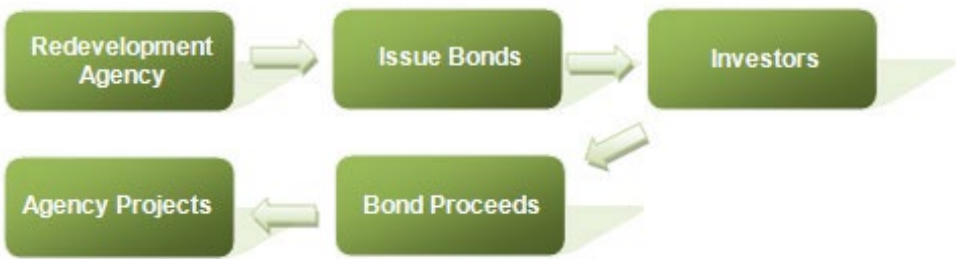 Redevelopment
Agency
Issue Bonds
Investors
Bond Proceeds
Agency Projects